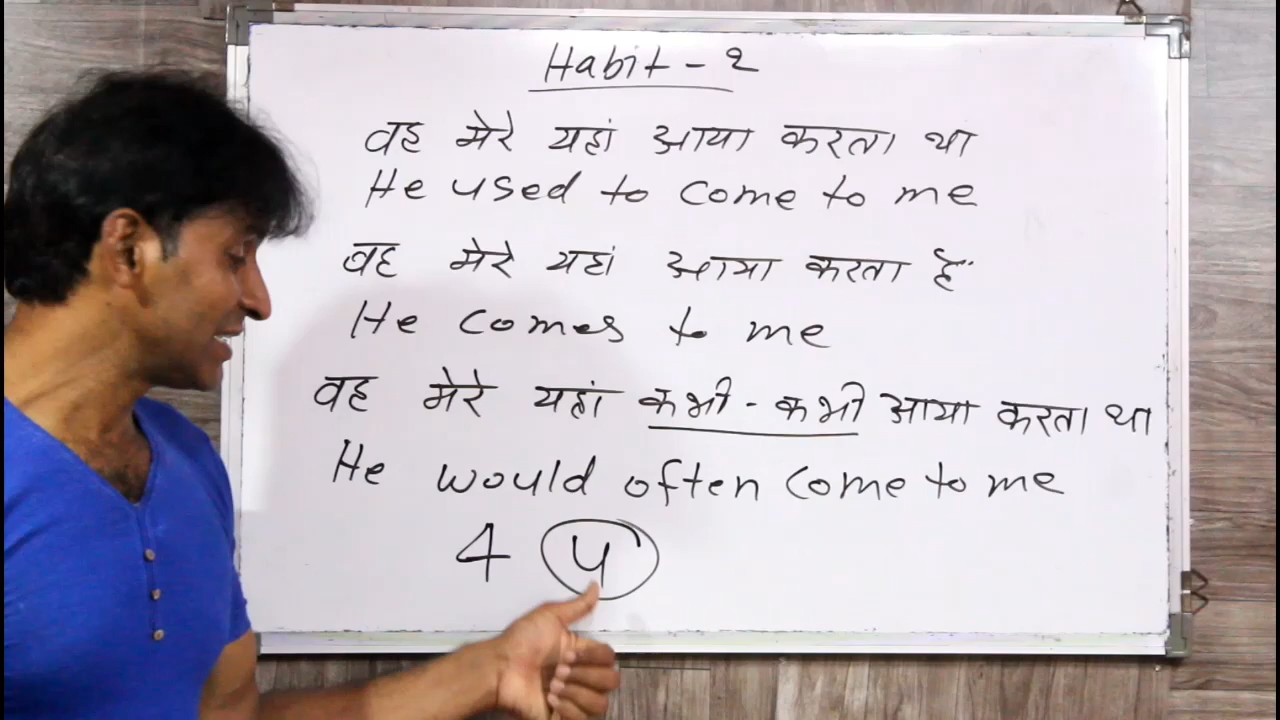 Habit - 2
वह मेरे यहां आया करता था
He used to come to me
वह मेरे यहां आया करता है
He comes to me
वह मेरे यहां कभी - कभी आया करता था
He would often come to me
4 4